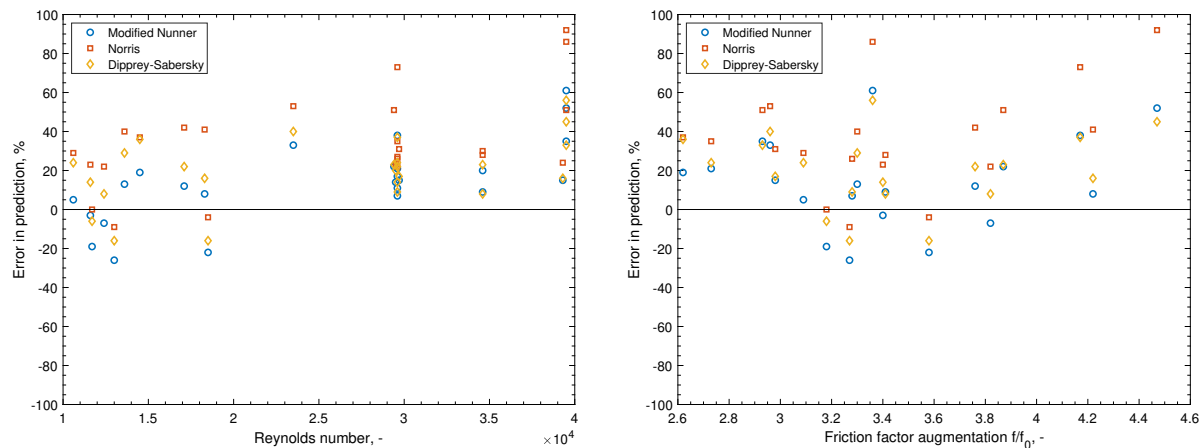 100
80
60
40
20
0
-20
-40
-60
-80
-100
Error in prediction, %
Modified Nunner
Norris
Dipprey-Sabersky
1 1.5 2 2.5 3 3.5 4
Reynolds number, -
× 10⁴
100
80
60
40
20
0
-20
-40
-60
-80
-100
Error in prediction, %
Modified Nunner
Norris
Dipprey-Sabersky
2.6 2.8 3 3.2 3.4 3.6 3.8 4 4.2 4.4 4.6
Friction factor augmentation f/f₀, -